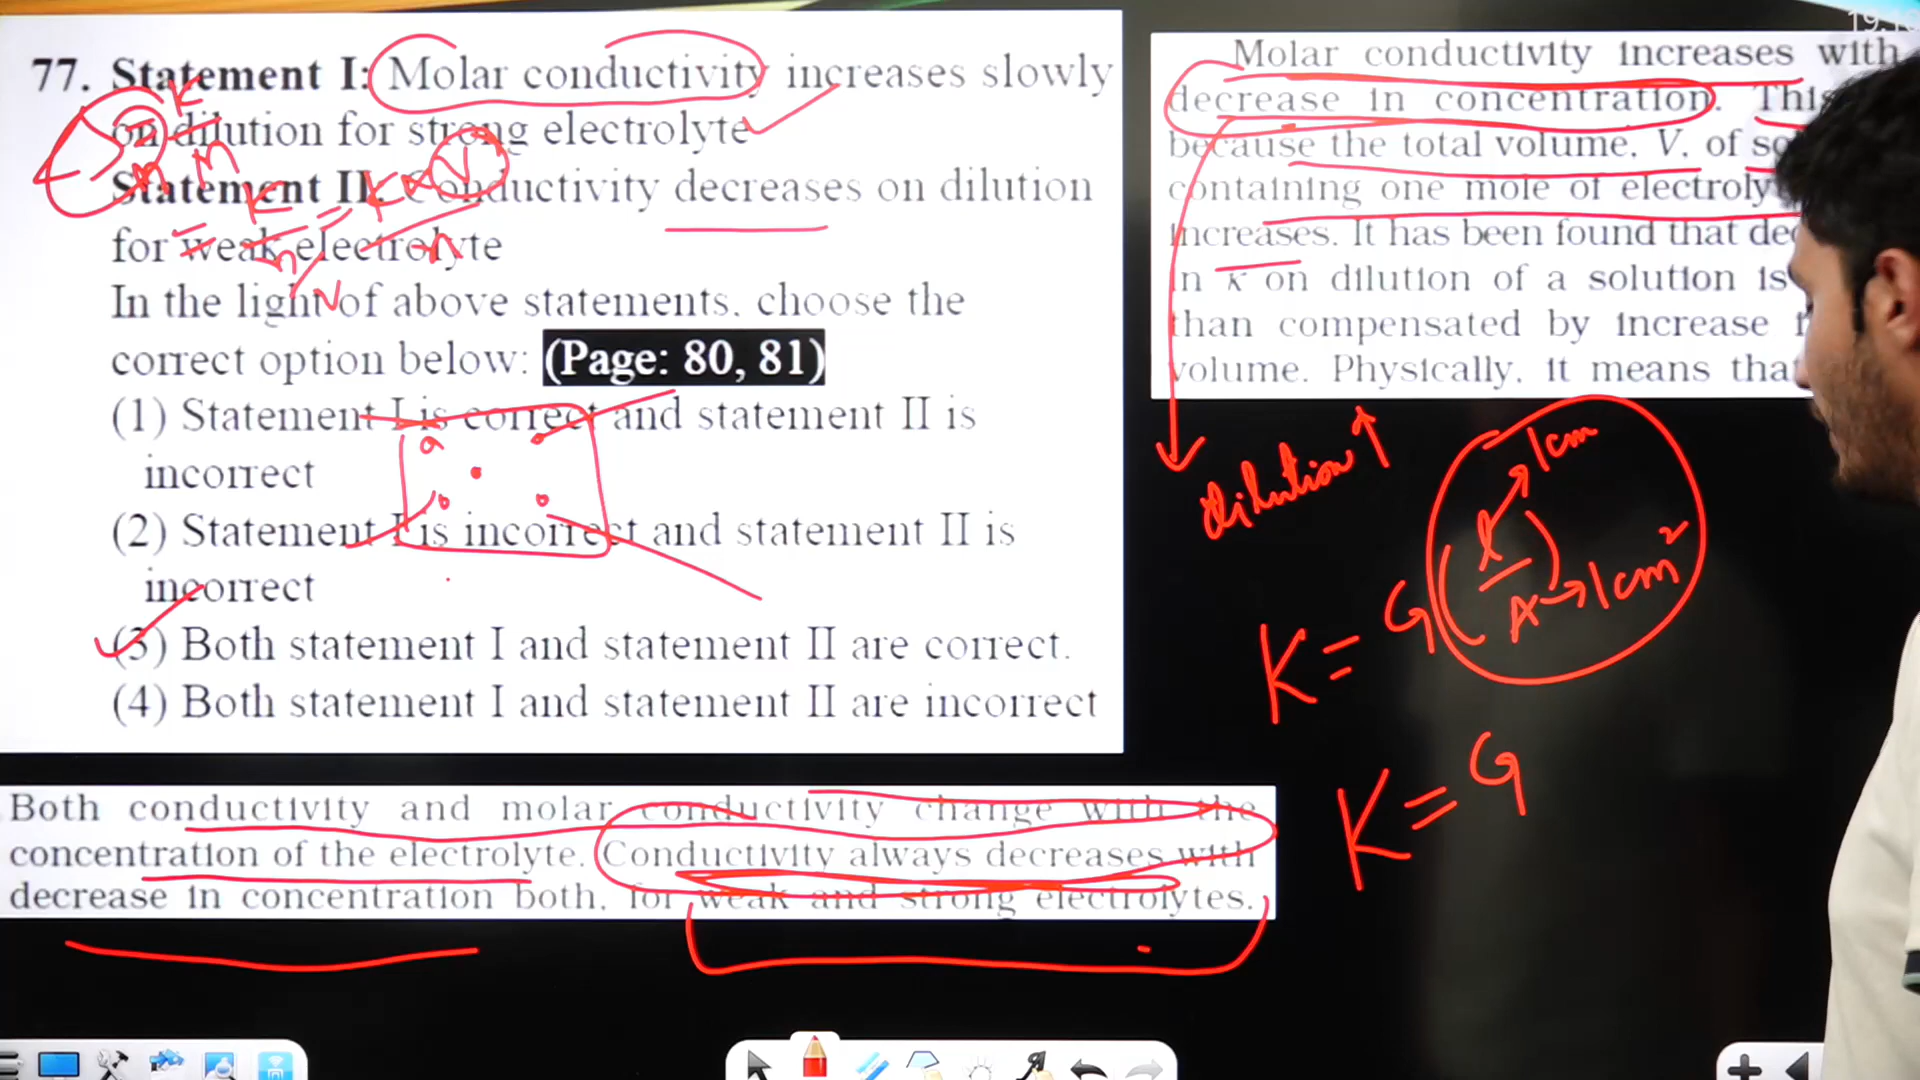 77. Statement I: Molar conductivity increases slowly
on dilution for strong electrolyte
Statement II. Conductivity decreases on dilution
for weak electrolyte
In the light of above statements, choose the
correct option below: (Page: 80, 81)
(1) Statement I is correct and statement II is
incorrect
(2) Statement I is incorrect and statement II is
incorrect
(3) Both statement I and statement II are correct.
(4) Both statement I and statement II are incorrect
Molar conductivity increases with
decrease in concentration. This
because the total volume, V, of
containing one mole of
increases. It has been found that
in κ on dilution of a solution is
than compensated by increase
volume. Physically, it means
dilution ↑
l → 1cm
A → 1cm²
K = G (l/A)
K = G
Both conductivity and molar conductivity change with the
concentration of the electrolyte. Conductivity always decreases with
decrease in concentration both, for weak and strong electrolytes.